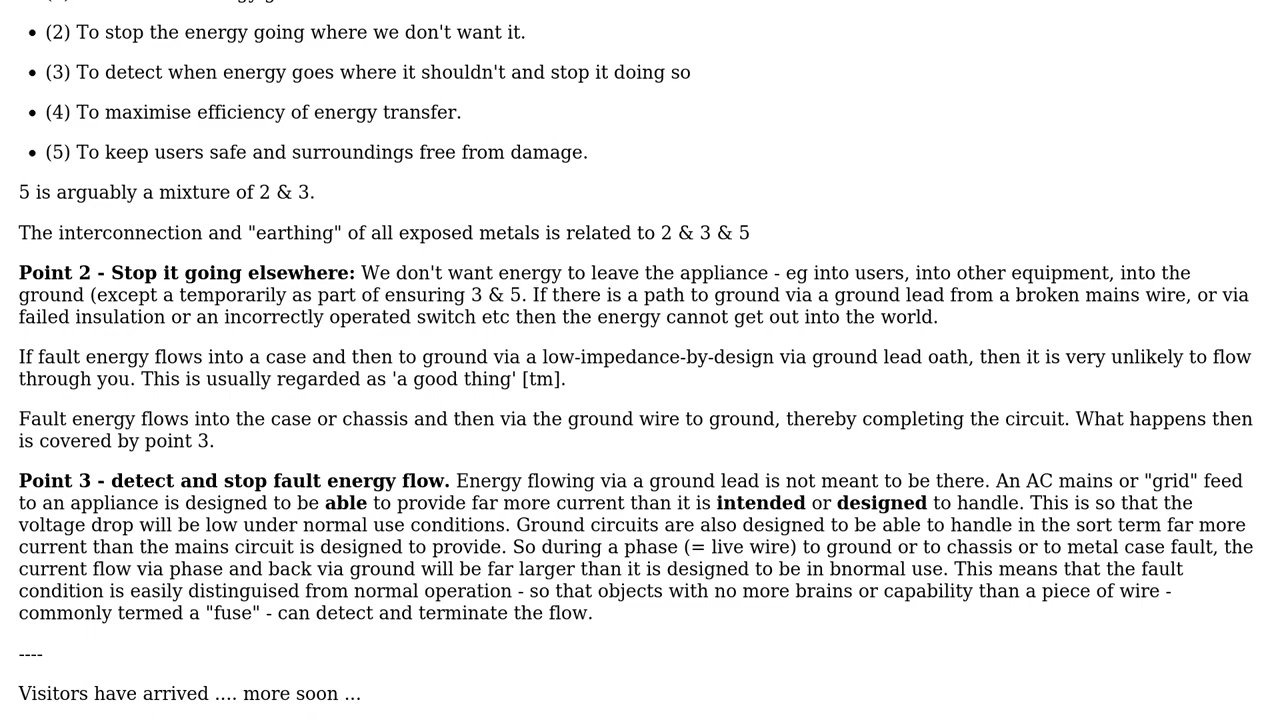 • (2) To stop the energy going where we don't want it.
• (3) To detect when energy goes where it shouldn't and stop it doing so
• (4) To maximise efficiency of energy transfer.
• (5) To keep users safe and surroundings free from damage.
5 is arguably a mixture of 2 & 3.
The interconnection and "earthing" of all exposed metals is related to 2 & 3 & 5
Point 2 - Stop it going elsewhere: We don't want energy to leave the appliance - eg into users, into other equipment, into the
ground (except a temporarily as part of ensuring 3 & 5. If there is a path to ground via a ground lead from a broken mains wire, or via
failed insulation or an incorrectly operated switch etc then the energy cannot get out into the world.
If fault energy flows into a case and then to ground via a low-impedance-by-design via ground lead oath, then it is very unlikely to flow
through you. This is usually regarded as 'a good thing' [tm].
Fault energy flows into the case or chassis and then via the ground wire to ground, thereby completing the circuit. What happens then
is covered by point 3.
Point 3 - detect and stop fault energy flow. Energy flowing via a ground lead is not meant to be there. An AC mains or "grid" feed
to an appliance is designed to be able to provide far more current than it is intended or designed to handle. This is so that the
voltage drop will be low under normal use conditions. Ground circuits are also designed to be able to handle in the sort term far more
current than the mains circuit is designed to provide. So during a phase (= live wire) to ground or to chassis or to metal case fault, the
current flow via phase and back via ground will be far larger than it is designed to be in bnormal use. This means that the fault
condition is easily distinguised from normal operation - so that objects with no more brains or capability than a piece of wire -
commonly termed a "fuse" - can detect and terminate the flow.
----
Visitors have arrived .... more soon ...